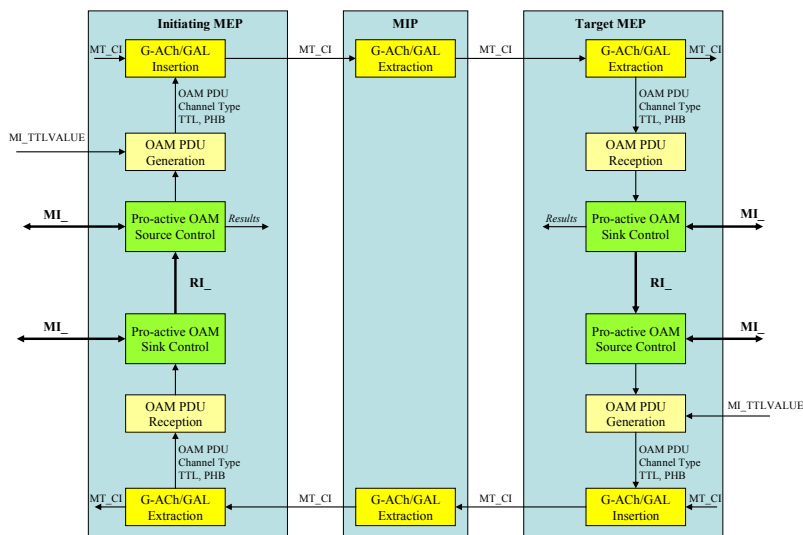 Initiating MEP
MIP
Target MEP
MT_CI
G-ACh/GAL
Insertion
MT_CI
G-ACh/GAL
Extraction
MT_CI
G-ACh/GAL
Extraction
MT_CI
OAM PDU
Channel Type
TTL, PHB
OAM PDU
Channel Type
TTL, PHB
MI_TTLVALUE
OAM PDU
Generation
OAM PDU
Reception
MI_
Pro-active OAM
Source Control
Results
Results
Pro-active OAM
Sink Control
MI_
RI_
RI_
MI_
Pro-active OAM
Sink Control
Pro-active OAM
Source Control
MI_
OAM PDU
Reception
OAM PDU
Generation
MI_TTLVALUE
OAM PDU
Channel Type
TTL, PHB
OAM PDU
Channel Type
TTL, PHB
MT_CI
G-ACh/GAL
Extraction
MT_CI
G-ACh/GAL
Extraction
MT_CI
G-ACh/GAL
Insertion
MT_CI